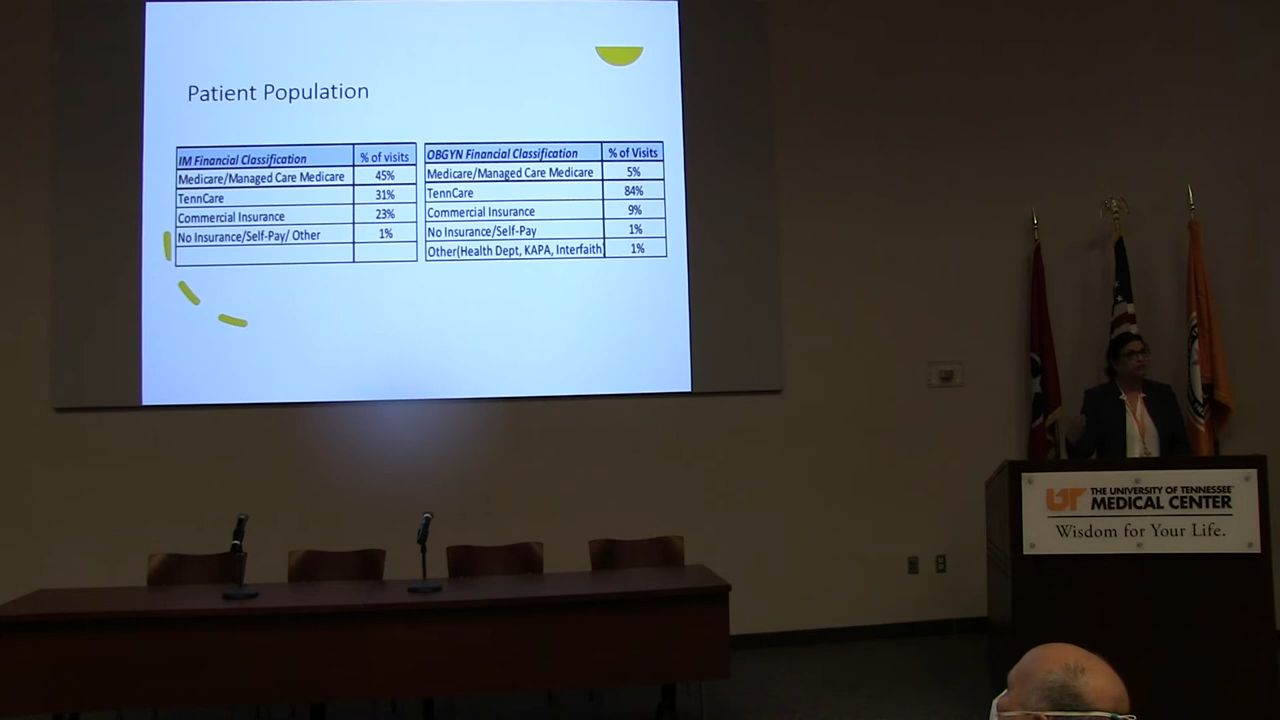 Patient Population
IM Financial Classification % of visits
Medicare/Managed Care Medicare 45%
TennCare 31%
Commercial Insurance 23%
No Insurance/Self-Pay/ Other 1%
OBGYN Financial Classification % of Visits
Medicare/Managed Care Medicare 5%
TennCare 84%
Commercial Insurance 9%
No Insurance/Self-Pay 1%
Other(Health Dept, KAPA, Interfaith) 1%
UT THE UNIVERSITY OF TENNESSEE
MEDICAL CENTER
Wisdom for Your Life.